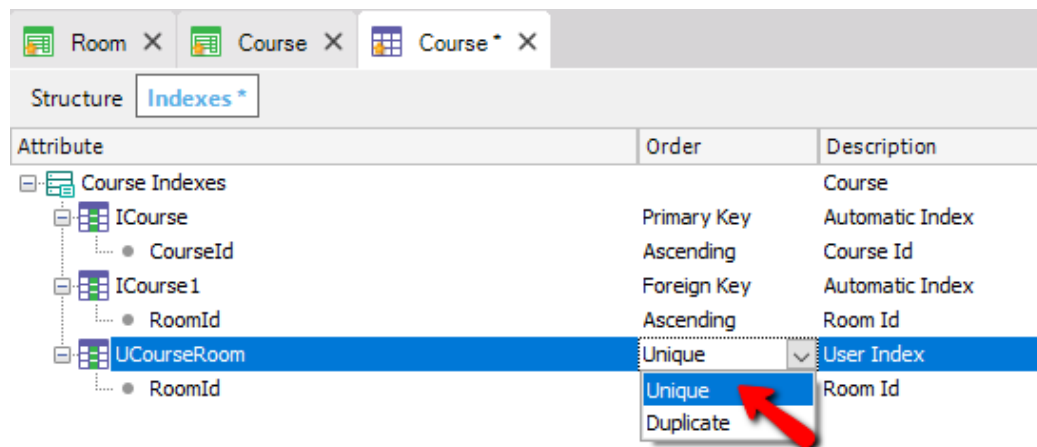 Room Course Course *
Structure Indexes *
Attribute Order Description
Course Indexes Course
ICourse Primary Key Automatic Index
CourseId Ascending Course Id
ICourse1 Foreign Key Automatic Index
RoomId Ascending Room Id
UCourseRoom Unique User Index
RoomId Unique Room Id
Duplicate